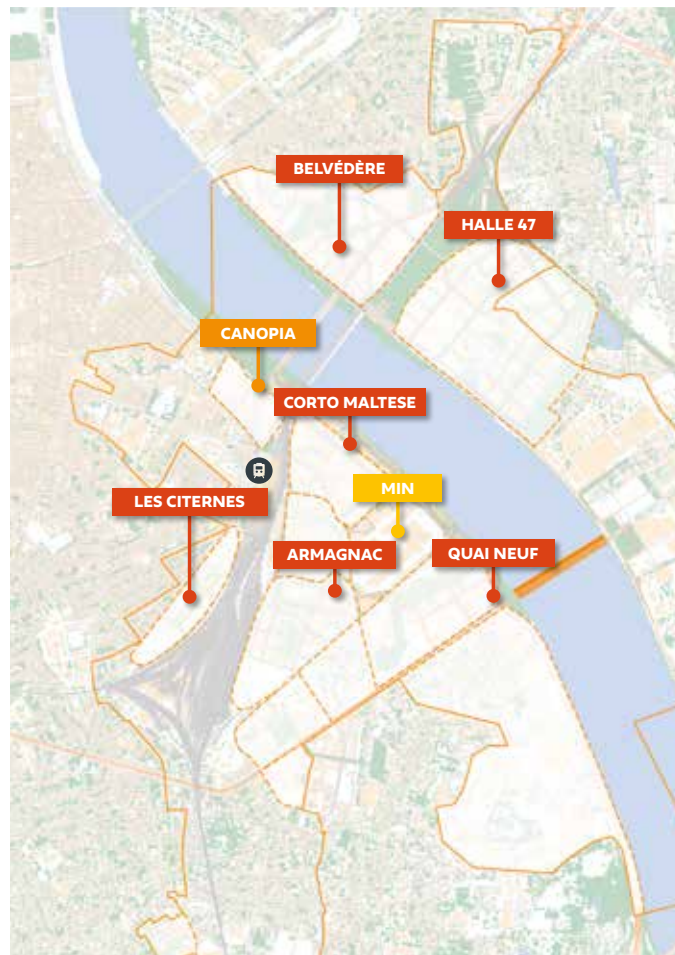 BELVÉDÈRE
HALLE 47
CANOPIA
CORTO MALTESE
MIN
LES CITERNES
ARMAGNAC
QUAI NEUF